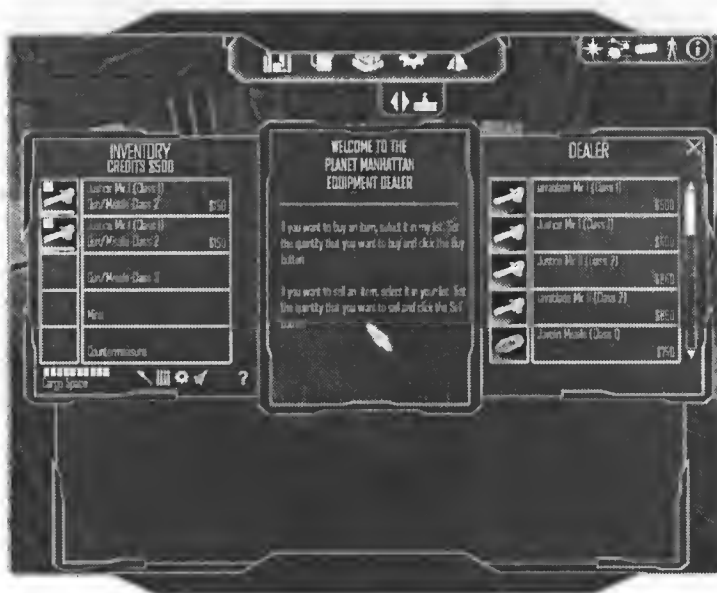 INVENTORY
CREDITS $500
Justice Mk I (Class 1)
Gun/Missile Class 2
$150
Justice Mk I (Class 1)
Gun/Missile Class 2
$150
Gun/Missile Class 3
Mine
Countermeasure
Cargo Space
?
WELCOME TO THE
PLANET MANHATTAN
EQUIPMENT DEALER
If you want to buy an item, select it in my list. Set
the quantity that you want to buy and click the Buy
button
If you want to sell an item, select it in your list. Set
the quantity that you want to sell and click the Sell
DEALER
Mk I (Class 1)
$500
Justice Mk I (Class 1)
Justice Mk II (Class 2)
Mk II (Class 2)
Javelin Missile (Class 1)
$750